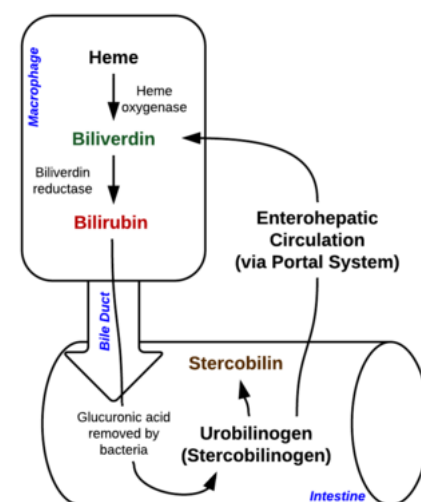 Macrophage
Heme
Heme
oxygenase
Biliverdin
Biliverdin
reductase
Bilirubin
Enterohepatic
Circulation
(via Portal System)
Bile Duct
Stercobilin
Glucuronic acid
removed by
bacteria
Urobilinogen
(Stercobilinogen)
Intestine